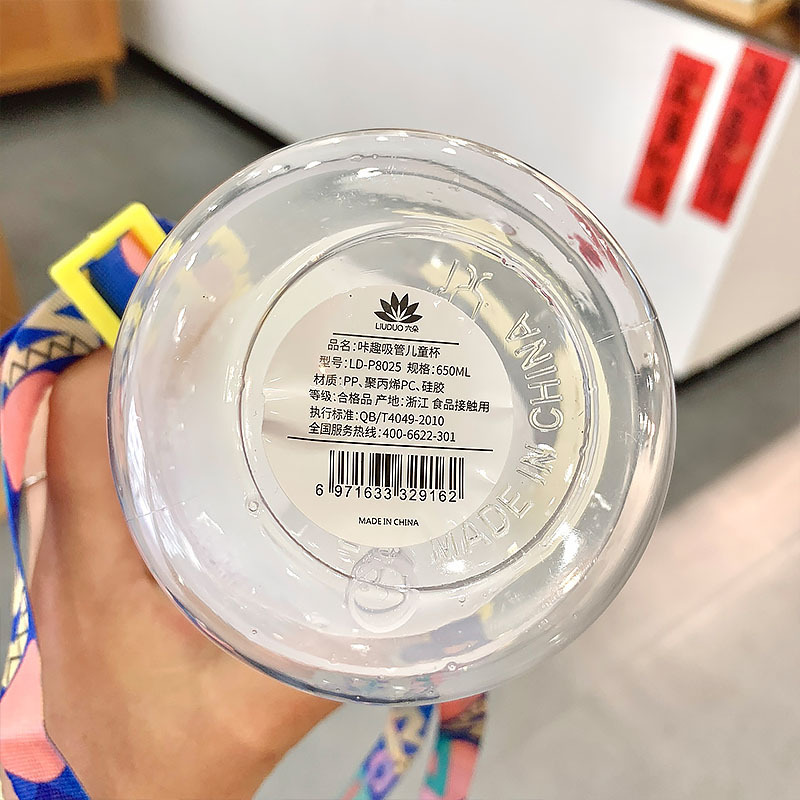 LIUDUO 六朵
品名:咔趣吸管儿童杯
型号:LD-P8025 规格:650ML
材质:PP、聚丙烯PC、硅胶
等级:合格品 产地:浙江 食品接触用
执行标准:QB/T4049-2010
全国服务热线:400-6622-301
6 971633 329162
MADE IN CHINA
MADE IN CHINA